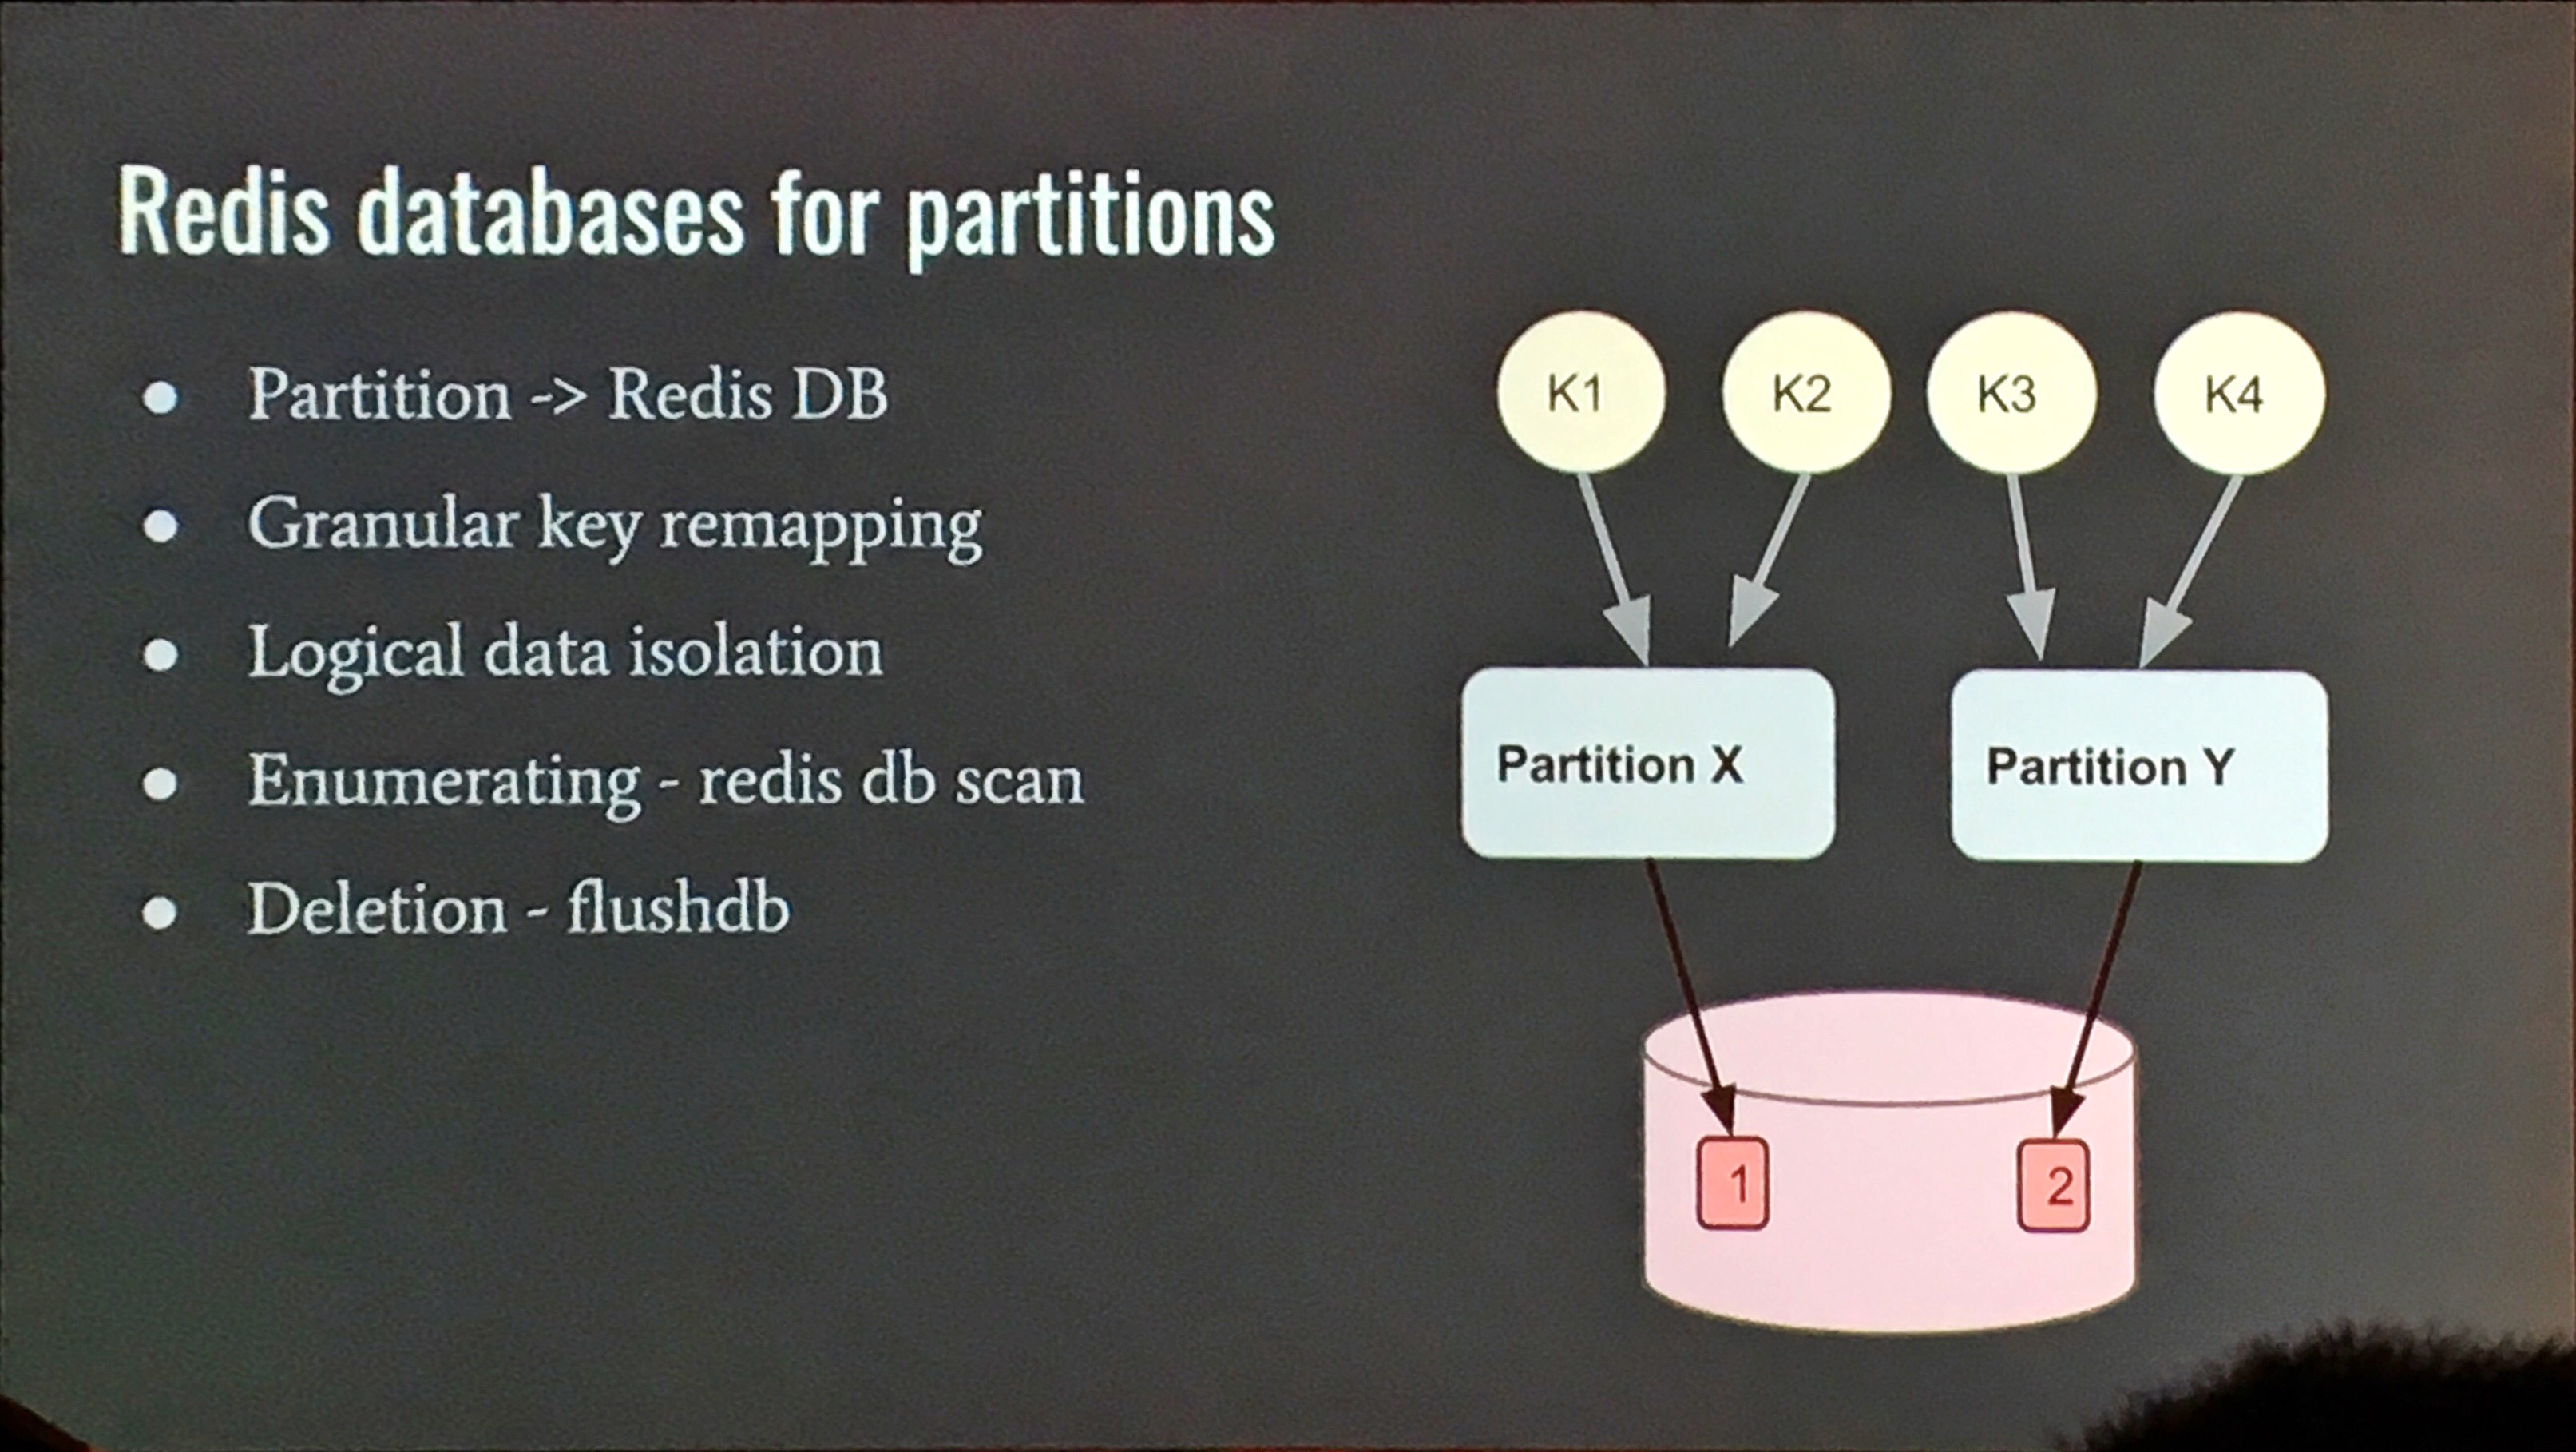 Redis databases for partitions
● Partition -> Redis DB
● Granular key remapping
● Logical data isolation
● Enumerating - redis db scan
● Deletion - flushdb
K1 K2 K3 K4
Partition X Partition Y
1 2